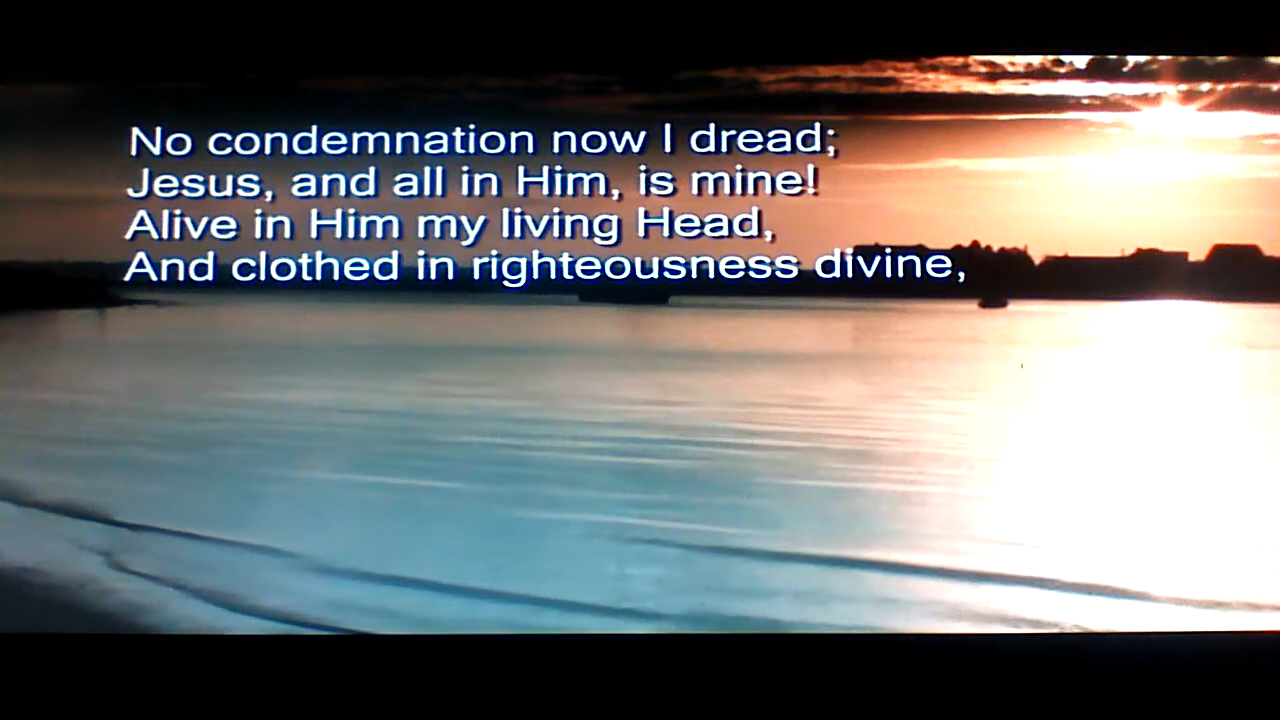 No condemnation now I dread;
Jesus, and all in Him, is mine!
Alive in Him my living Head,
And clothed in righteousness divine,